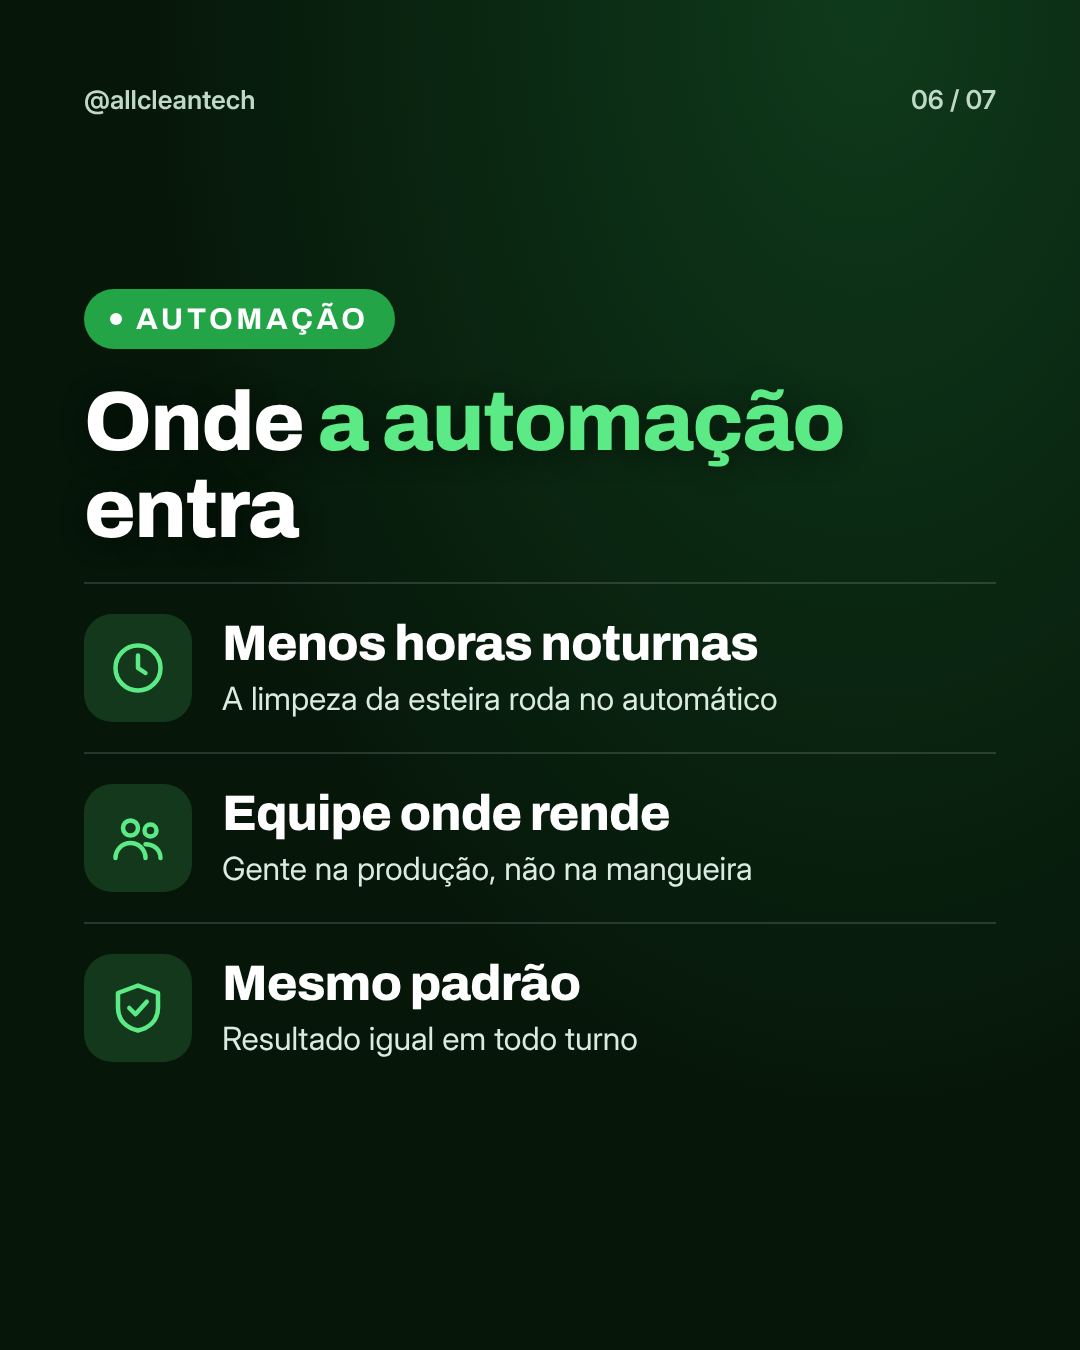 @allcleantech
06 / 07
• AUTOMAÇÃO
Onde a automação
entra
Menos horas noturnas
A limpeza da esteira roda no automático
Equipe onde rende
Gente na produção, não na mangueira
Mesmo padrão
Resultado igual em todo turno